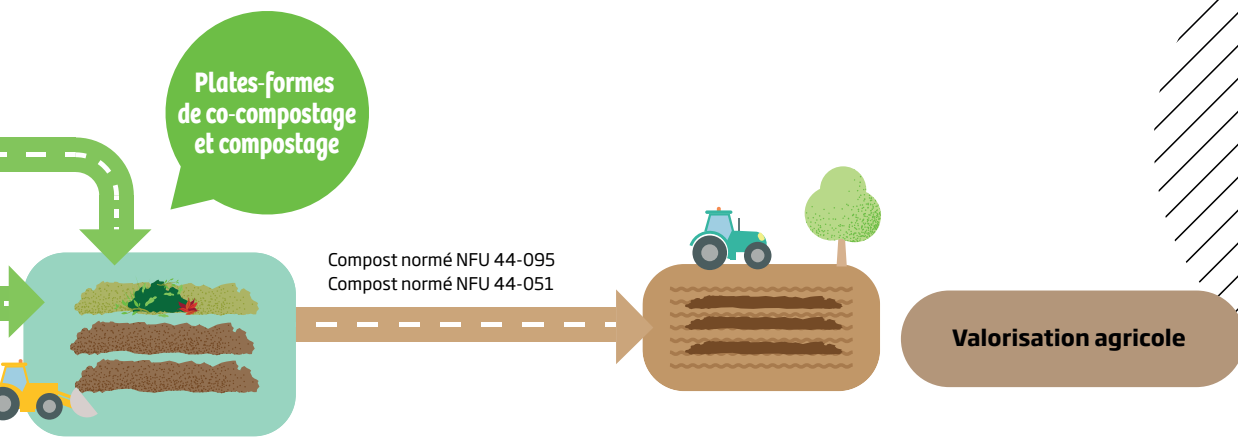 Plates-formes
de co-compostage
et compostage
Compost normé NFU 44-095
Compost normé NFU 44-051
Valorisation agricole